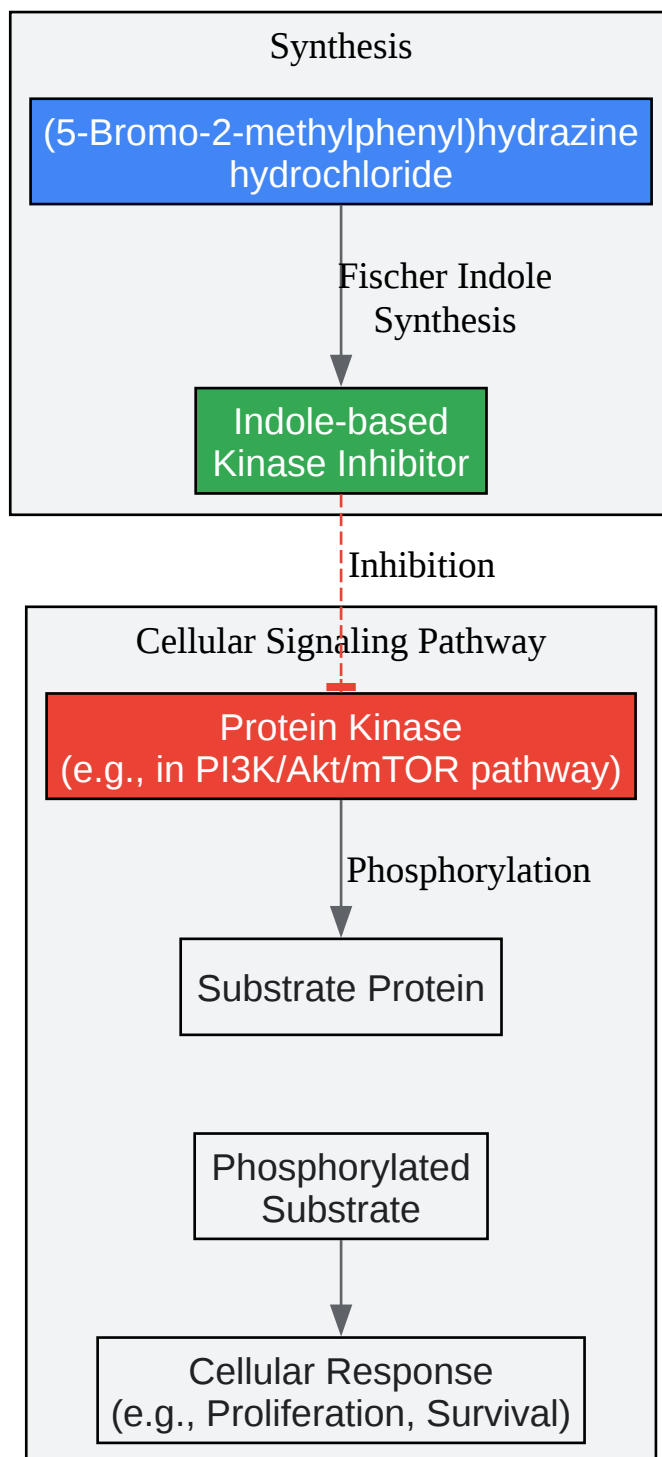 Synthesis
(5-Bromo-2-methylphenyl)hydrazine
hydrochloride
Fischer Indole
Synthesis
Indole-based
Kinase Inhibitor
Inhibition
Cellular Signaling Pathway
Protein Kinase
(e.g., in PI3K/Akt/mTOR pathway)
Phosphorylation
Substrate Protein
Phosphorylated
Substrate
Cellular Response
(e.g., Proliferation, Survival)